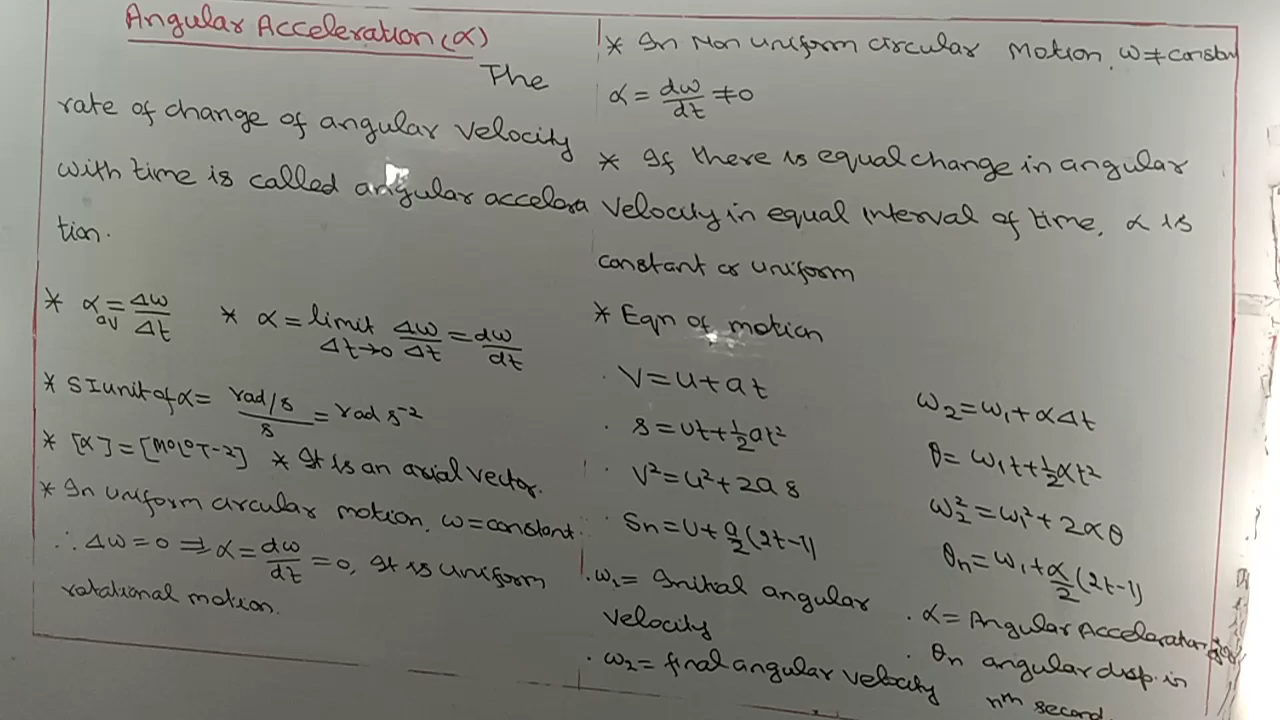 Angular Acceleration (α)
The
rate of change of angular velocity
with time is called angular accelera
tion.
* αav = Δω/Δt * α = limit Δt→0 Δω/Δt = dω/dt
* SI unit of α = rad/s / s = rad s⁻²
* [α] = [M⁰L⁰T-2] * It is an axial vector.
* In uniform circular motion, ω = constant
∴ Δω = 0 ⇒ α = dω/dt = 0, It is uniform
rotational motion.
* In Non uniform circular Motion, ω ≠ constan
α = dω/dt ≠ 0
* If there is equal change in angular
velocity in equal interval of time, α is
constant or uniform
* Eqn of motion
· V = u + at ω₂ = ω₁ + αΔt
· s = ut + ½at² θ = ω₁t + ½αt²
· V² = u² + 2as ω₂² = ω₁² + 2αθ
· Sn = u + a/2 (2t-1) θn = ω₁ + α/2 (2t-1)
· ω₁ = Initial angular
velocity
· ω₂ = final angular velocity
· α = Angular Acceleration
· θn angular disp. in
nth second